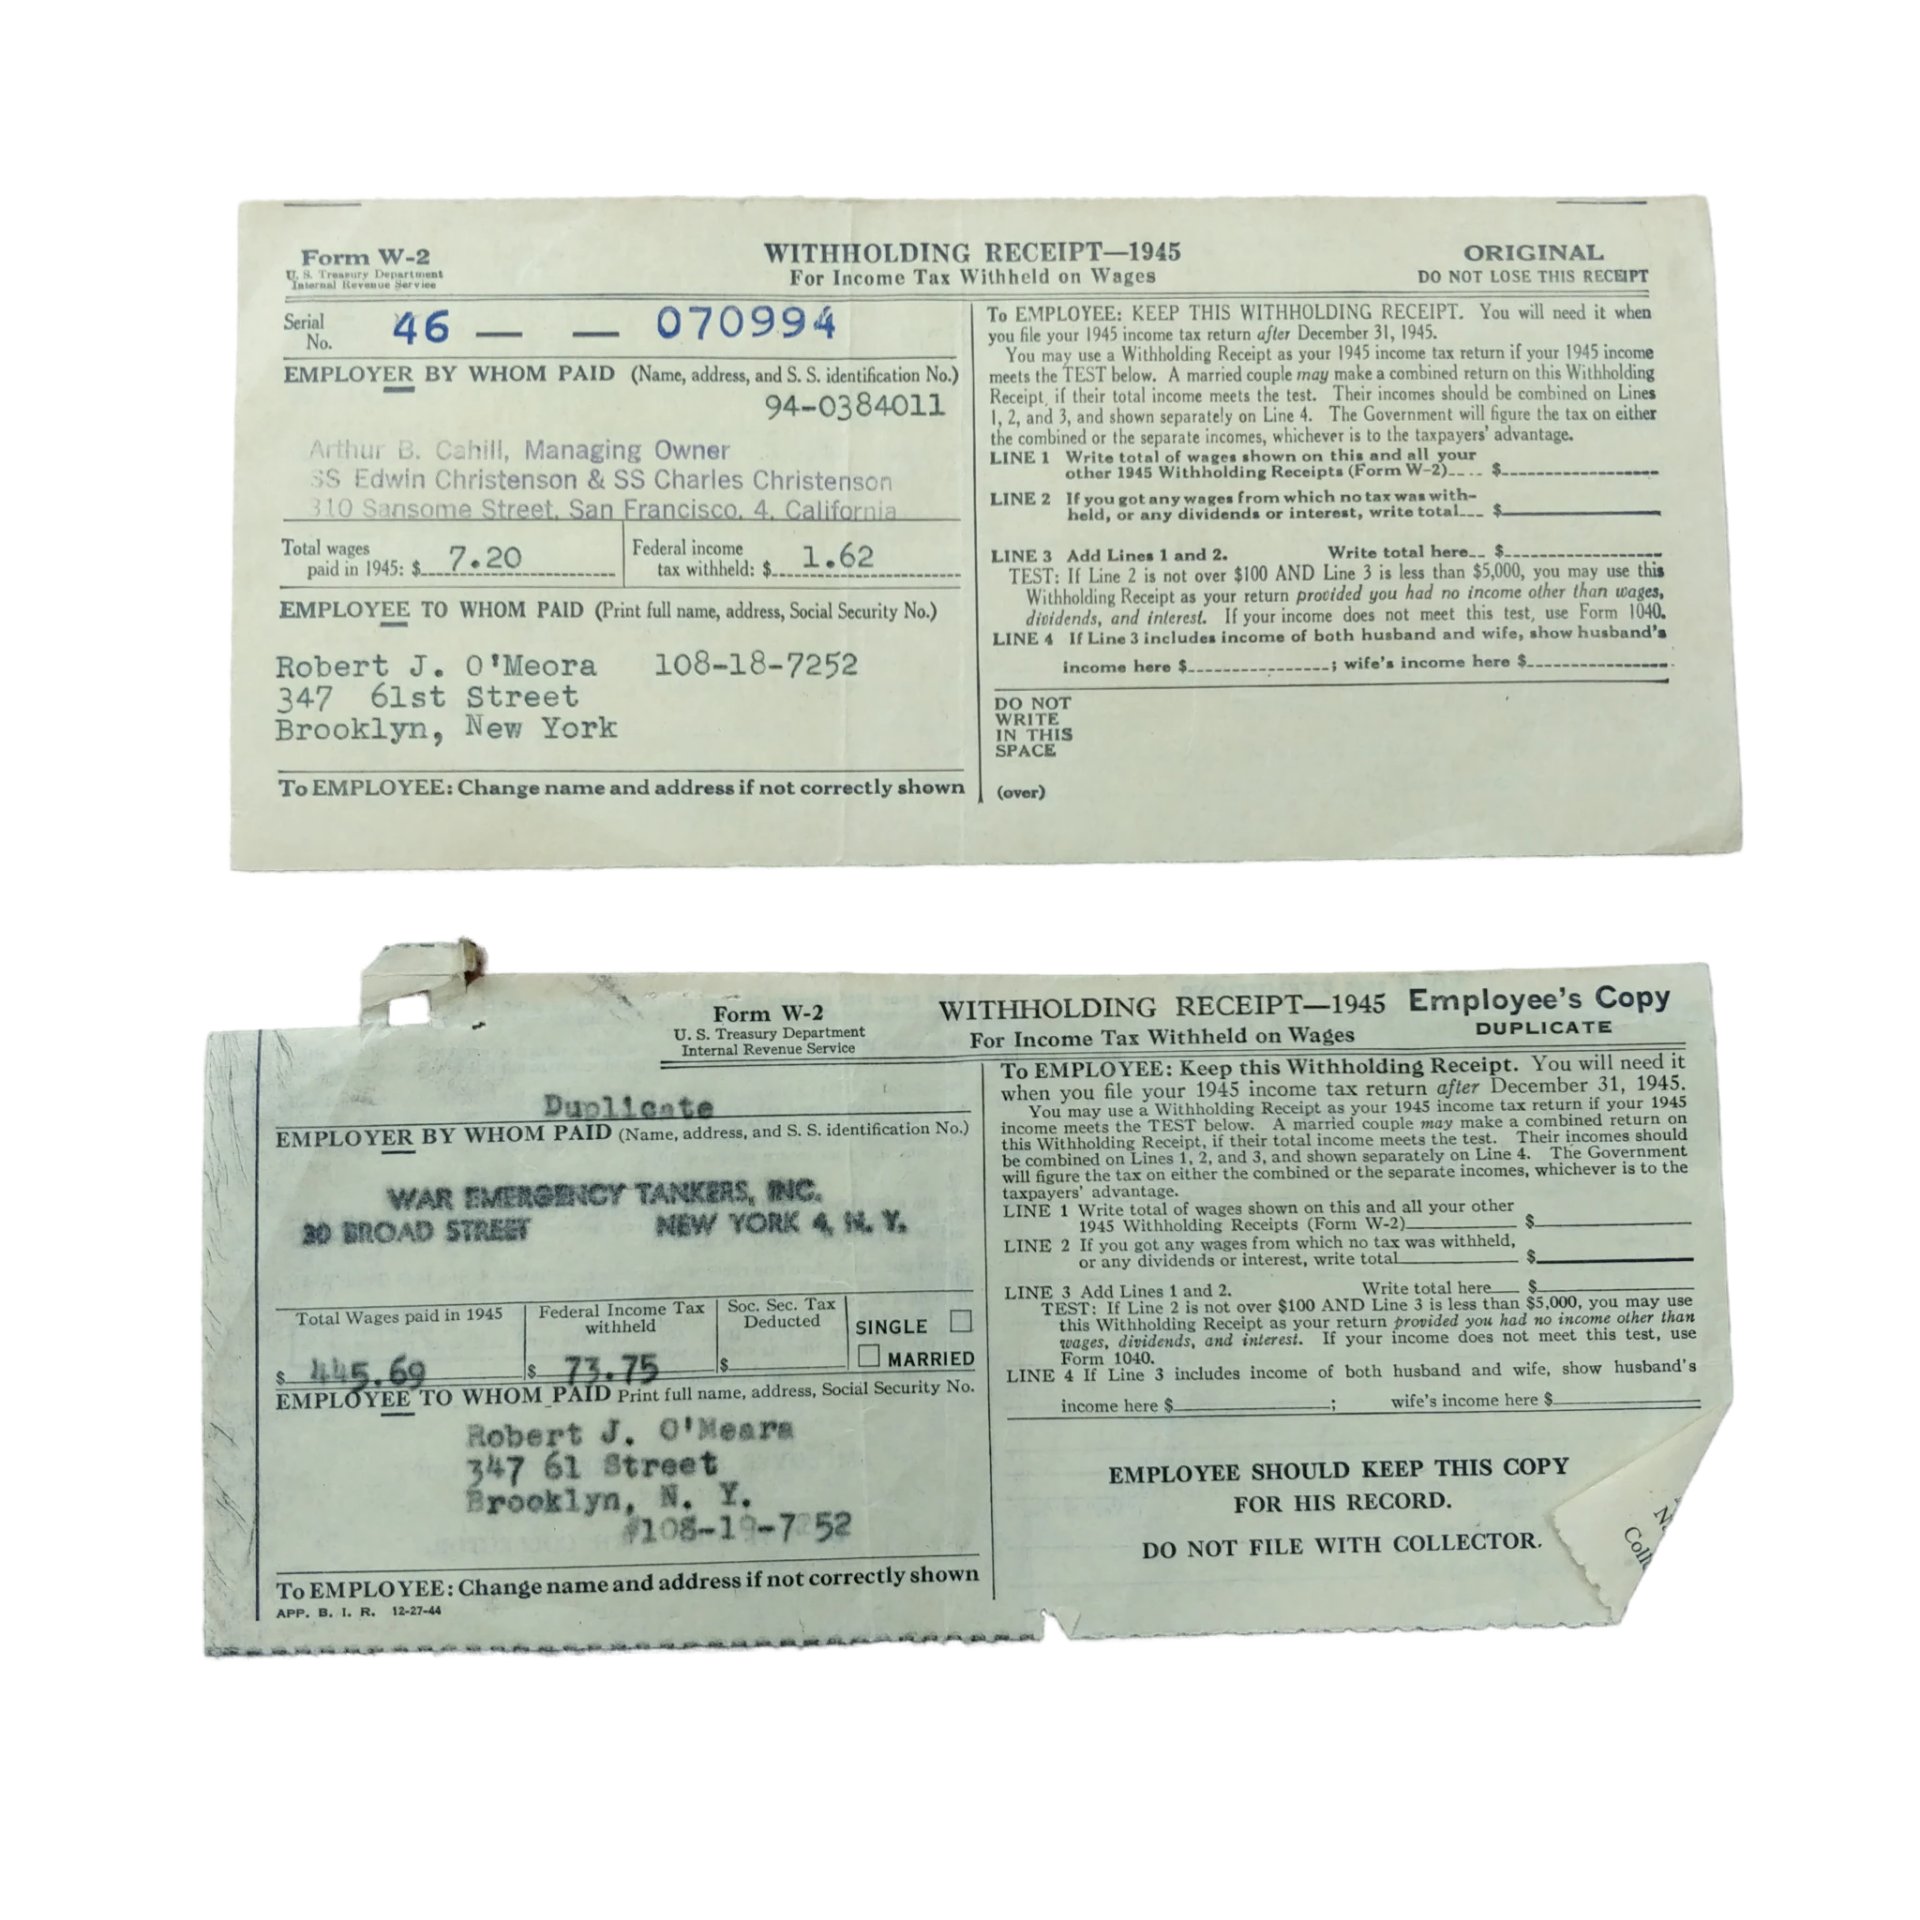 Form W-2
U. S. Treasury Department
Internal Revenue Service
WITHHOLDING RECEIPT—1945
For Income Tax Withheld on Wages
ORIGINAL
DO NOT LOSE THIS RECEIPT
Serial
No. 46 — — 070994
EMPLOYER BY WHOM PAID (Name, address, and S. S. identification No.)
94-0384011
Arthur B. Cahill, Managing Owner
SS Edwin Christenson & SS Charles Christenson
310 Sansome Street, San Francisco, 4, California
Total wages
paid in 1945: $ 7.20
Federal income
tax withheld: $ 1.62
EMPLOYEE TO WHOM PAID (Print full name, address, Social Security No.)
Robert J. O'Meora 108-18-7252
347 61st Street
Brooklyn, New York
To EMPLOYEE: Change name and address if not correctly shown
To EMPLOYEE: KEEP THIS WITHHOLDING RECEIPT. You will need it when
you file your 1945 income tax return after December 31, 1945.
You may use a Withholding Receipt as your 1945 income tax return if your 1945 income
meets the TEST below. A married couple may make a combined return on this Withholding
Receipt, if their total income meets the test. Their incomes should be combined on Lines
1, 2, and 3, and shown separately on Line 4. The Government will figure the tax on either
the combined or the separate incomes, whichever is to the taxpayers' advantage.
LINE 1 Write total of wages shown on this and all your
other 1945 Withholding Receipts (Form W-2)---- $
LINE 2 If you got any wages from which no tax was with-
held, or any dividends or interest, write total--- $
LINE 3 Add Lines 1 and 2. Write total here-- $
TEST: If Line 2 is not over $100 AND Line 3 is less than $5,000, you may use this
Withholding Receipt as your return provided you had no income other than wages,
dividends, and interest. If your income does not meet this test, use Form 1040.
LINE 4 If Line 3 includes income of both husband and wife, show husband's
income here $----------------; wife's income here $----------------
DO NOT
WRITE
IN THIS
SPACE
(over)
Form W-2
U. S. Treasury Department
Internal Revenue Service
WITHHOLDING RECEIPT—1945
For Income Tax Withheld on Wages
Employee's Copy
DUPLICATE
Duplicate
EMPLOYER BY WHOM PAID (Name, address, and S. S. identification No.)
WAR EMERGENCY TANKERS, INC.
30 BROAD STREET NEW YORK 4, N. Y.
Total Wages paid in 1945
$ 445.69
Federal Income Tax
withheld
$ 73.75
Soc. Sec. Tax
Deducted
$
SINGLE
MARRIED
EMPLOYEE TO WHOM PAID Print full name, address, Social Security No.
Robert J. O'Meara
347 61 Street
Brooklyn, N. Y.
#108-19-7252
To EMPLOYEE: Change name and address if not correctly shown
APP. B. I. R. 12-27-44
To EMPLOYEE: Keep this Withholding Receipt. You will need it
when you file your 1945 income tax return after December 31, 1945.
You may use a Withholding Receipt as your 1945 income tax return if your 1945
income meets the TEST below. A married couple may make a combined return on
this Withholding Receipt, if their total income meets the test. Their incomes should
be combined on Lines 1, 2, and 3, and shown separately on Line 4. The Government
will figure the tax on either the combined or the separate incomes, whichever is to the
taxpayers' advantage.
LINE 1 Write total of wages shown on this and all your other
1945 Withholding Receipts (Form W-2) $
LINE 2 If you got any wages from which no tax was withheld,
or any dividends or interest, write total $
LINE 3 Add Lines 1 and 2. Write total here $
TEST: If Line 2 is not over $100 AND Line 3 is less than $5,000, you may use
this Withholding Receipt as your return provided you had no income other than
wages, dividends, and interest. If your income does not meet this test, use
Form 1040.
LINE 4 If Line 3 includes income of both husband and wife, show husband's
income here $ ; wife's income here $
EMPLOYEE SHOULD KEEP THIS COPY
FOR HIS RECORD.
DO NOT FILE WITH COLLECTOR.